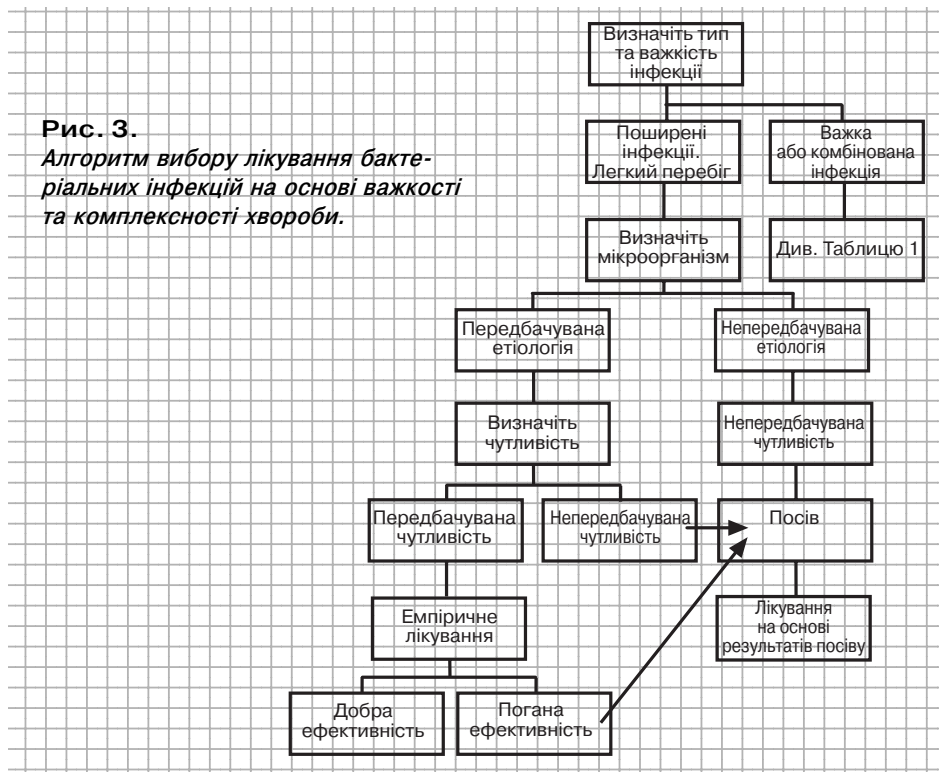 Визначіть тип
та важкість
інфекції
Рис. 3.
Алгоритм вибору лікування бакте-
ріальних інфекцій на основі важкості
та комплексності хвороби.
Поширені
інфекції.
Легкий перебіг
Важка
або комбінована
інфекція
Визначіть
мікроорганізм
Див. Таблицю 1
Передбачувана
етіологія
Непередбачувана
етіологія
Визначіть
чутливість
Непередбачувана
чутливість
Передбачувана
чутливість
Непередбачувана
чутливість
Посів
Емпіричне
лікування
Лікування
на основі
результатів посіву
Добра
ефективність
Погана
ефективність